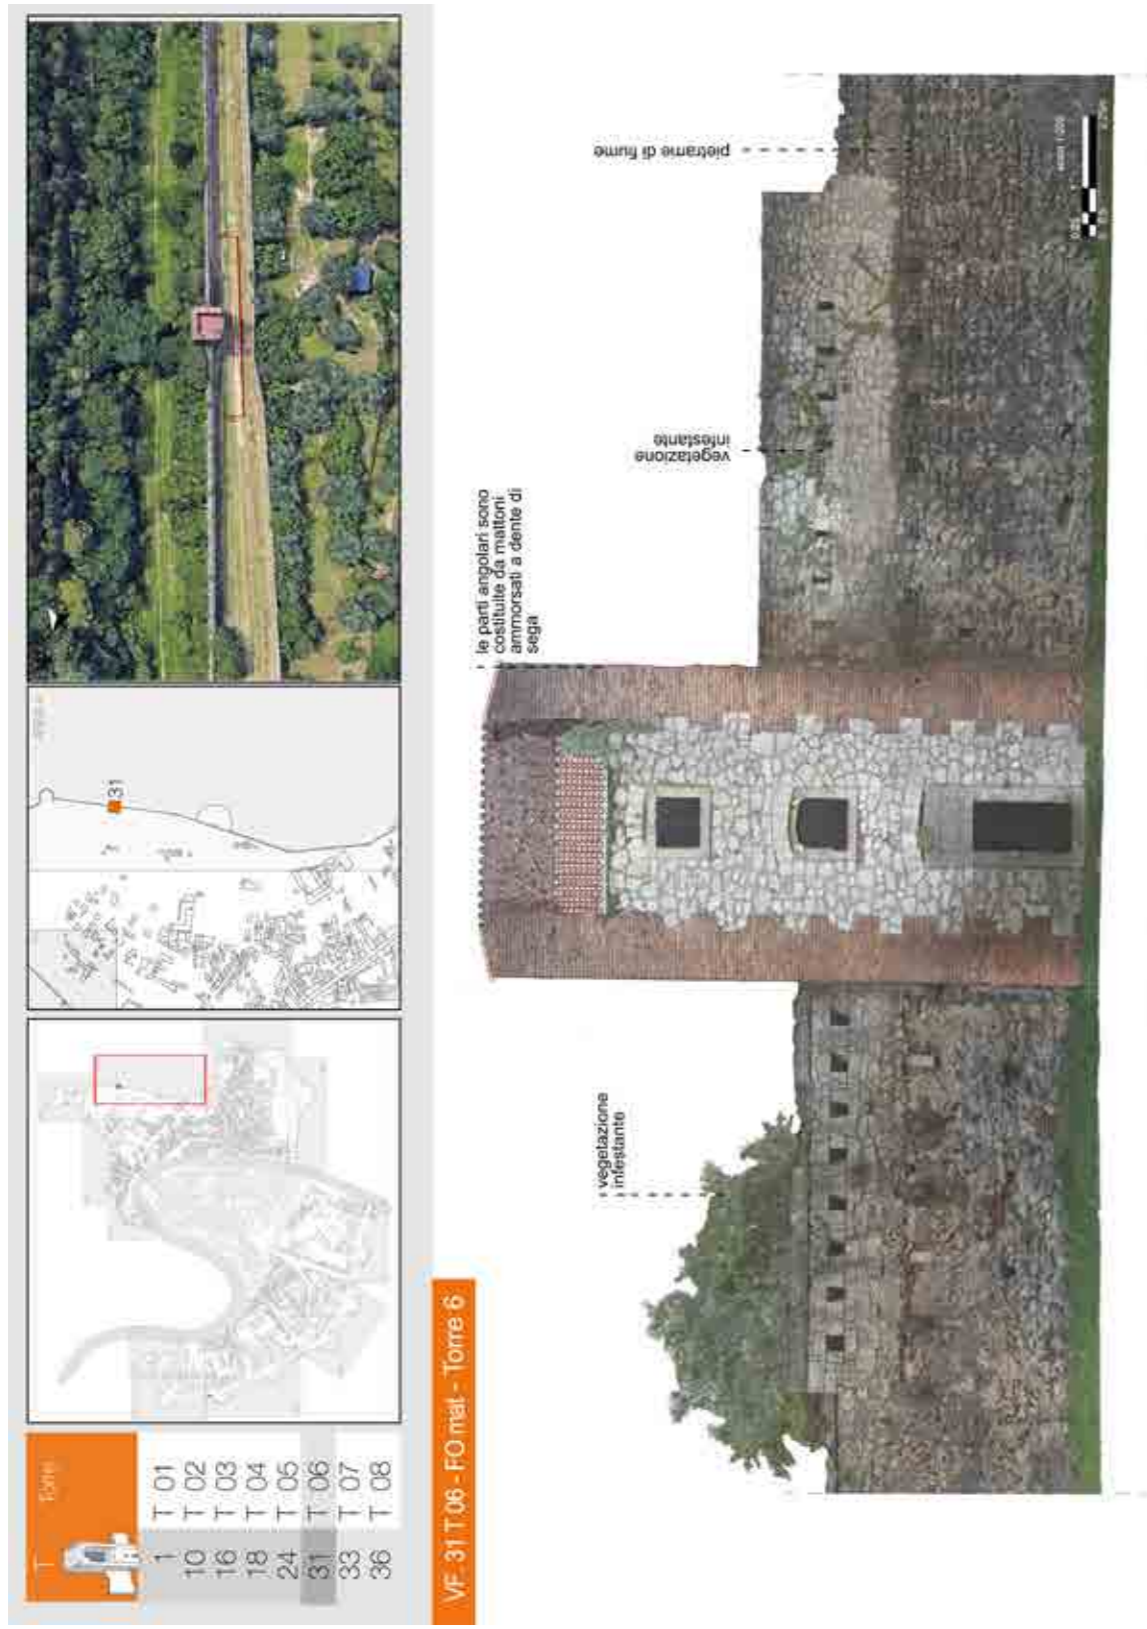 T Torri
1 T 01
10 T 02
16 T 03
18 T 04
24 T 05
31 T 06
33 T 07
36 T 08
31
VF. 31 T.06 - FO mat - Torre 6
vegetazione
infestante
le parti angolari sono
costituite da mattoni
ammorsati a dente di
sega
vegetazione
infestante
pietrame di fiume